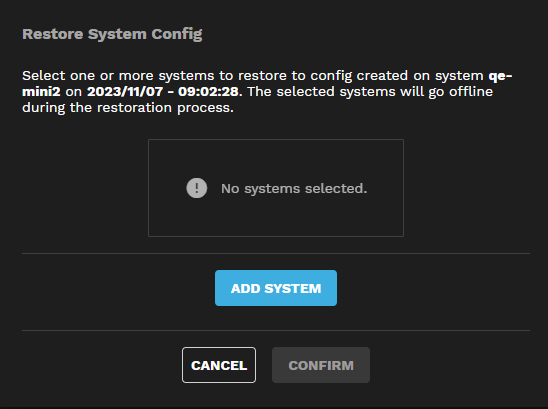 Restore System Config
Select one or more systems to restore to config created on system qe-
mini2 on 2023/11/07 - 09:02:28. The selected systems will go offline
during the restoration process.
No systems selected.
ADD SYSTEM
CANCEL
CONFIRM